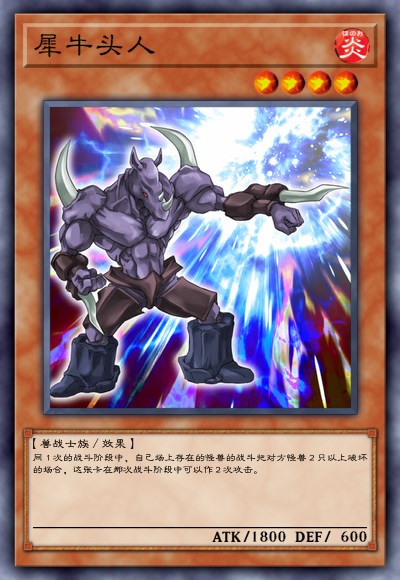 犀牛头人
ほのお
炎
【兽战士族／效果】
同1次的战斗阶段中，自己场上存在的怪兽的战斗把对方怪兽2只以上破坏
的场合，这张卡在那次战斗阶段中可以作2次攻击。
ATK/1800 DEF/ 600